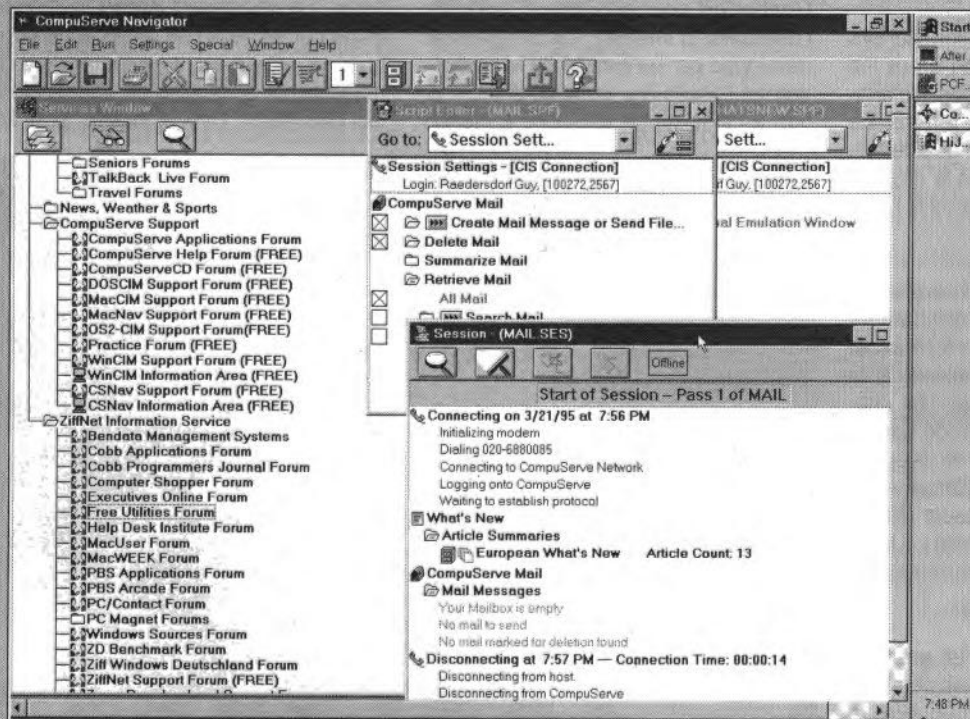 CompuServe Navigator
File Edit Run Settings Special Window Help
1
Services Window
Seniors Forums
TalkBack Live Forum
Travel Forums
News, Weather & Sports
CompuServe Support
CompuServe Applications Forum
CompuServe Help Forum (FREE)
CompuServeCD Forum (FREE)
DOSCIM Support Forum (FREE)
MacCIM Support Forum (FREE)
MacNav Support Forum (FREE)
OS2-CIM Support Forum(FREE)
Practice Forum (FREE)
WinCIM Support Forum (FREE)
WinCIM Information Area (FREE)
CSNav Support Forum (FREE)
CSNav Information Area (FREE)
ZiffNet Information Service
Bendata Management Systems
Cobb Applications Forum
Cobb Programmers Journal Forum
Computer Shopper Forum
Executives Online Forum
Free Utilities Forum
Help Desk Institute Forum
MacUser Forum
MacWEEK Forum
PBS Applications Forum
PBS Arcade Forum
PC/Contact Forum
PC Magnet Forums
Windows Sources Forum
ZD Benchmark Forum
Ziff Windows Deutschland Forum
ZiffNet Support Forum (FREE)
Script Editor - (MAIL.SPF)
Go to: Session Sett...
Session Settings - [CIS Connection]
Login: Raedersdorf Guy, [100272,2567]
CompuServe Mail
Create Mail Message or Send File...
Delete Mail
Summarize Mail
Retrieve Mail
All Mail
Search Mail
Sett...
[CIS Connection]
Guy, [100272,2567]
Emulation Window
Session - (MAIL.SES)
Offline
Start of Session – Pass 1 of MAIL
Connecting on 3/21/95 at 7:56 PM
Initializing modem
Dialing 020-6880085
Connecting to CompuServe Network
Logging onto CompuServe
Waiting to establish protocol
What's New
Article Summaries
European What's New Article Count: 13
CompuServe Mail
Mail Messages
Your Mailbox is empty
No mail to send
No mail marked for deletion found
Disconnecting at 7:57 PM — Connection Time: 00:00:14
Disconnecting from host.
Disconnecting from CompuServe
Start
After
PCF...
Co...
HiJ...
7:48 PM